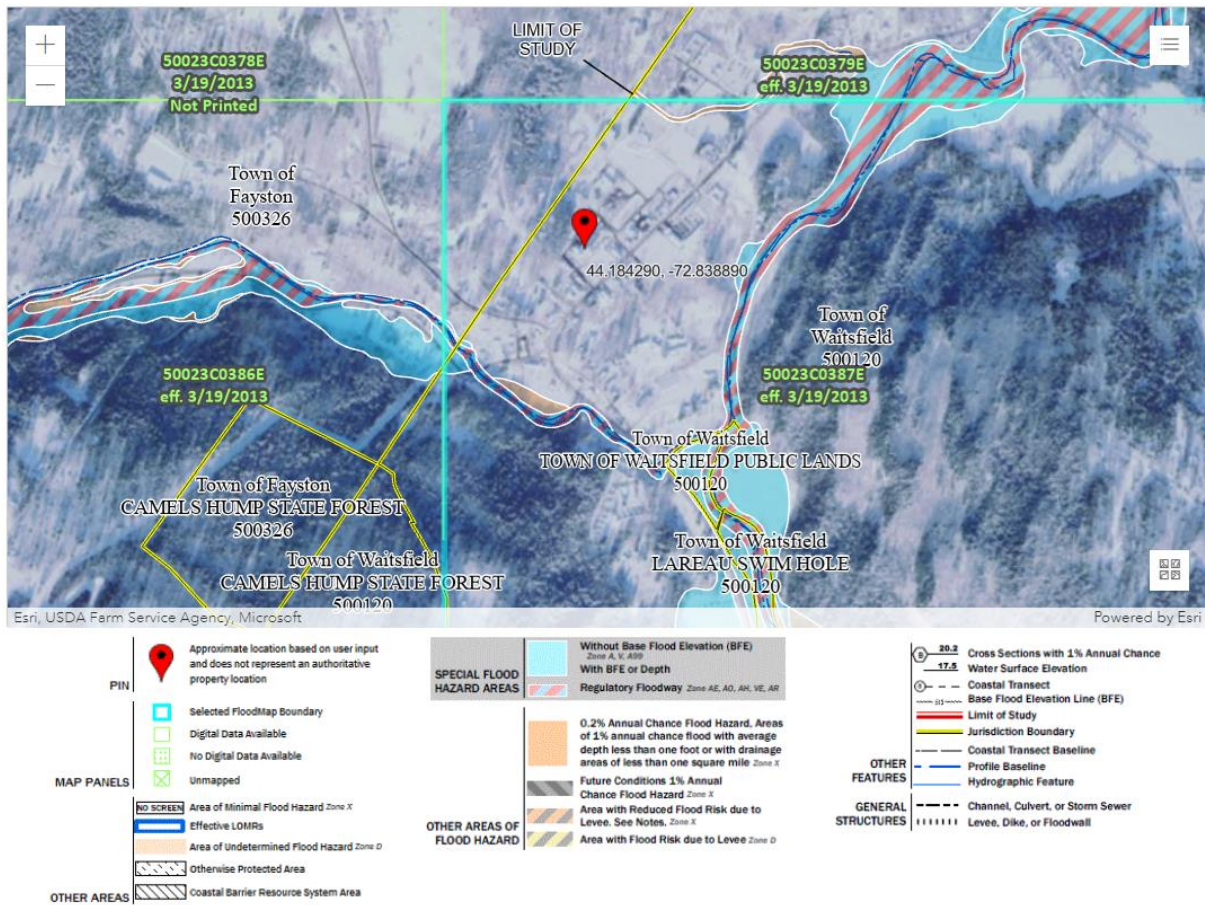 LIMIT OF
STUDY
50023C0378E
3/19/2013
Not Printed
50023C0379E
eff. 3/19/2013
Town of
Fayston
500326
44.184290, -72.838890
Town of
Waitsfield
500120
50023C0386E
eff. 3/19/2013
50023C0387E
eff. 3/19/2013
Town of Waitsfield
TOWN OF WAITSFIELD PUBLIC LANDS
500120
Town of Fayston
CAMELS HUMP STATE FOREST
500326
Town of Waitsfield
LAREAU SWIM HOLE
500120
Town of Waitsfield
CAMELS HUMP STATE FOREST
500120
Esri, USDA Farm Service Agency, Microsoft
Powered by Esri
PIN
Approximate location based on user input
and does not represent an authoritative
property location
MAP PANELS
Selected FloodMap Boundary
Digital Data Available
No Digital Data Available
Unmapped
OTHER AREAS
NO SCREEN Area of Minimal Flood Hazard Zone X
Effective LOMRs
Area of Undetermined Flood Hazard Zone D
Otherwise Protected Area
Coastal Barrier Resource System Area
SPECIAL FLOOD
HAZARD AREAS
Without Base Flood Elevation (BFE)
Zone A, V, A99
With BFE or Depth
Regulatory Floodway Zone AE, AO, AH, VE, AR
OTHER AREAS OF
FLOOD HAZARD
0.2% Annual Chance Flood Hazard, Areas
of 1% annual chance flood with average
depth less than one foot or with drainage
areas of less than one square mile Zone X
Future Conditions 1% Annual
Chance Flood Hazard Zone X
Area with Reduced Flood Risk due to
Levee. See Notes. Zone X
Area with Flood Risk due to Levee Zone D
OTHER
FEATURES
20.2 Cross Sections with 1% Annual Chance
17.5 Water Surface Elevation
Coastal Transect
Base Flood Elevation Line (BFE)
Limit of Study
Jurisdiction Boundary
Coastal Transect Baseline
Profile Baseline
Hydrographic Feature
GENERAL
STRUCTURES
Channel, Culvert, or Storm Sewer
Levee, Dike, or Floodwall